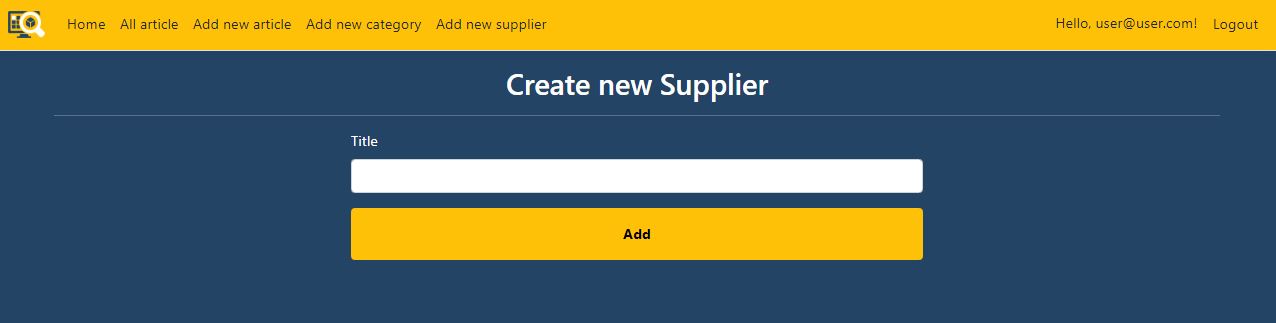 Home All article Add new article Add new category Add new supplier Hello, user@user.com! Logout
Create new Supplier
Title
Add